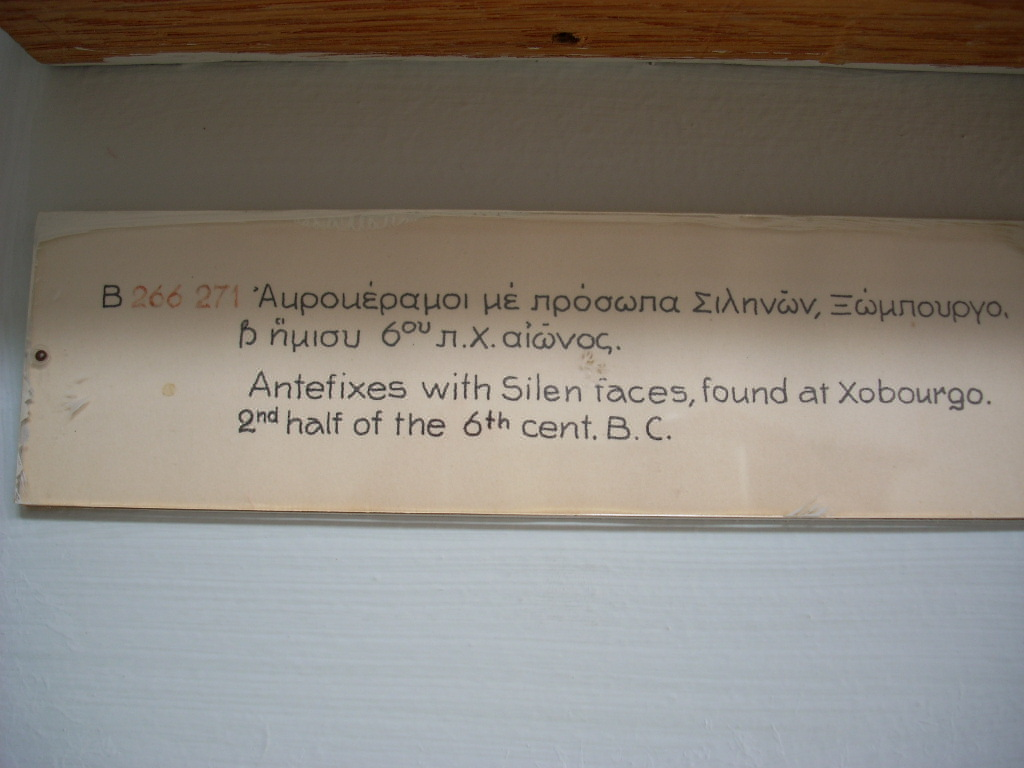 Β 266 271 Ἀκροκέραμοι μέ πρόσωπα Σιληνῶν, Ξώμπουργο.
β ἥμισυ 6ου π.Χ. αἰῶνος.
Antefixes with Silen faces, found at Xobourgo.
2nd half of the 6th cent. B.C.